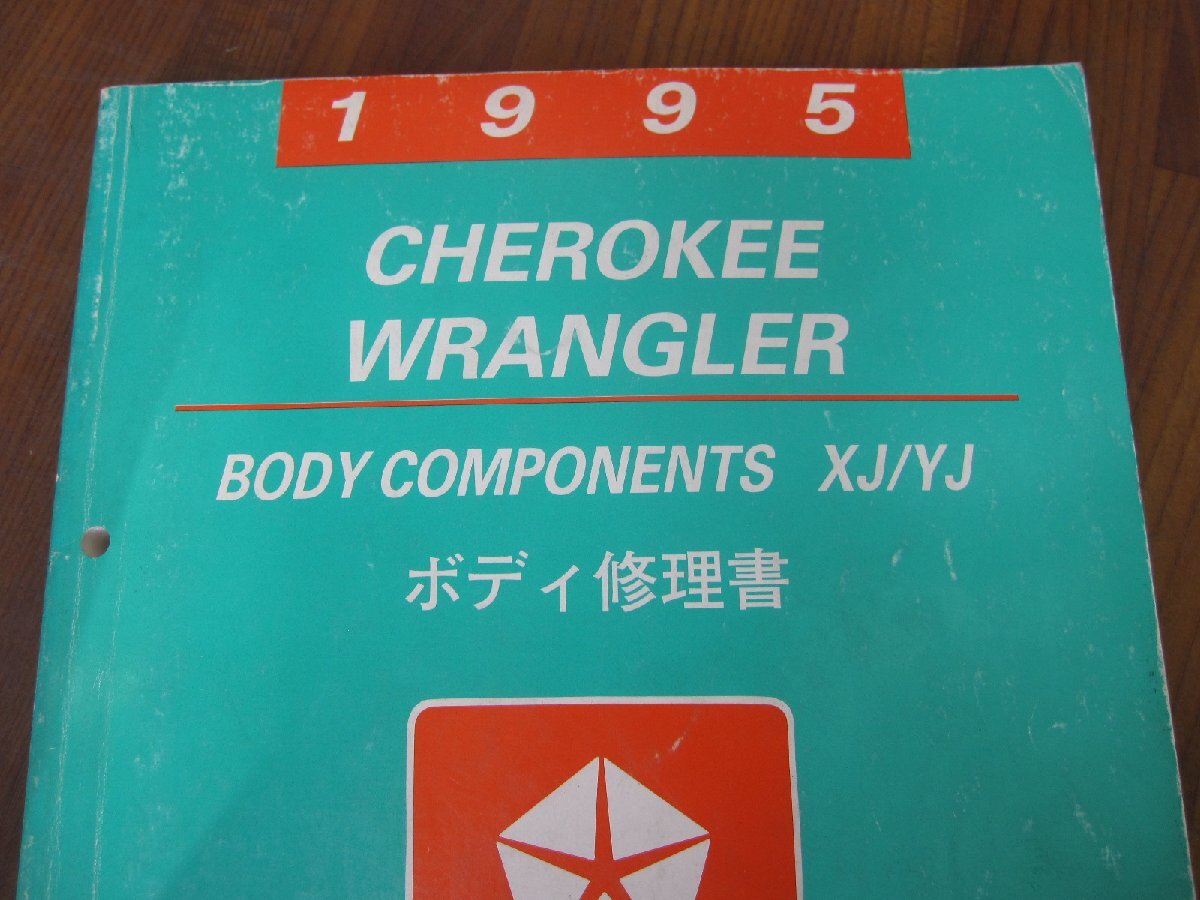 1 9 9 5
CHEROKEE
WRANGLER
BODY COMPONENTS XJ/YJ
ボディ修理書